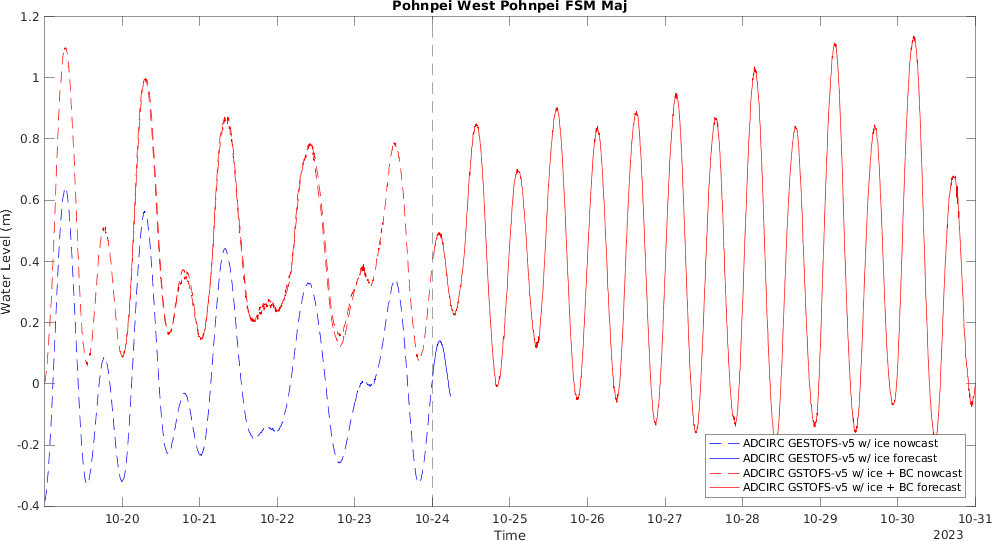 Pohnpei West Pohnpei FSM Maj
Water Level (m)
1.2
1
0.8
0.6
0.4
0.2
0
-0.2
-0.4
ADCIRC GESTOFS-v5 w/ ice nowcast
ADCIRC GESTOFS-v5 w/ ice forecast
ADCIRC GSTOFS-v5 w/ ice + BC nowcast
ADCIRC GSTOFS-v5 w/ ice + BC forecast
10-20 10-21 10-22 10-23 10-24 10-25 10-26 10-27 10-28 10-29 10-30 10-31
Time
2023